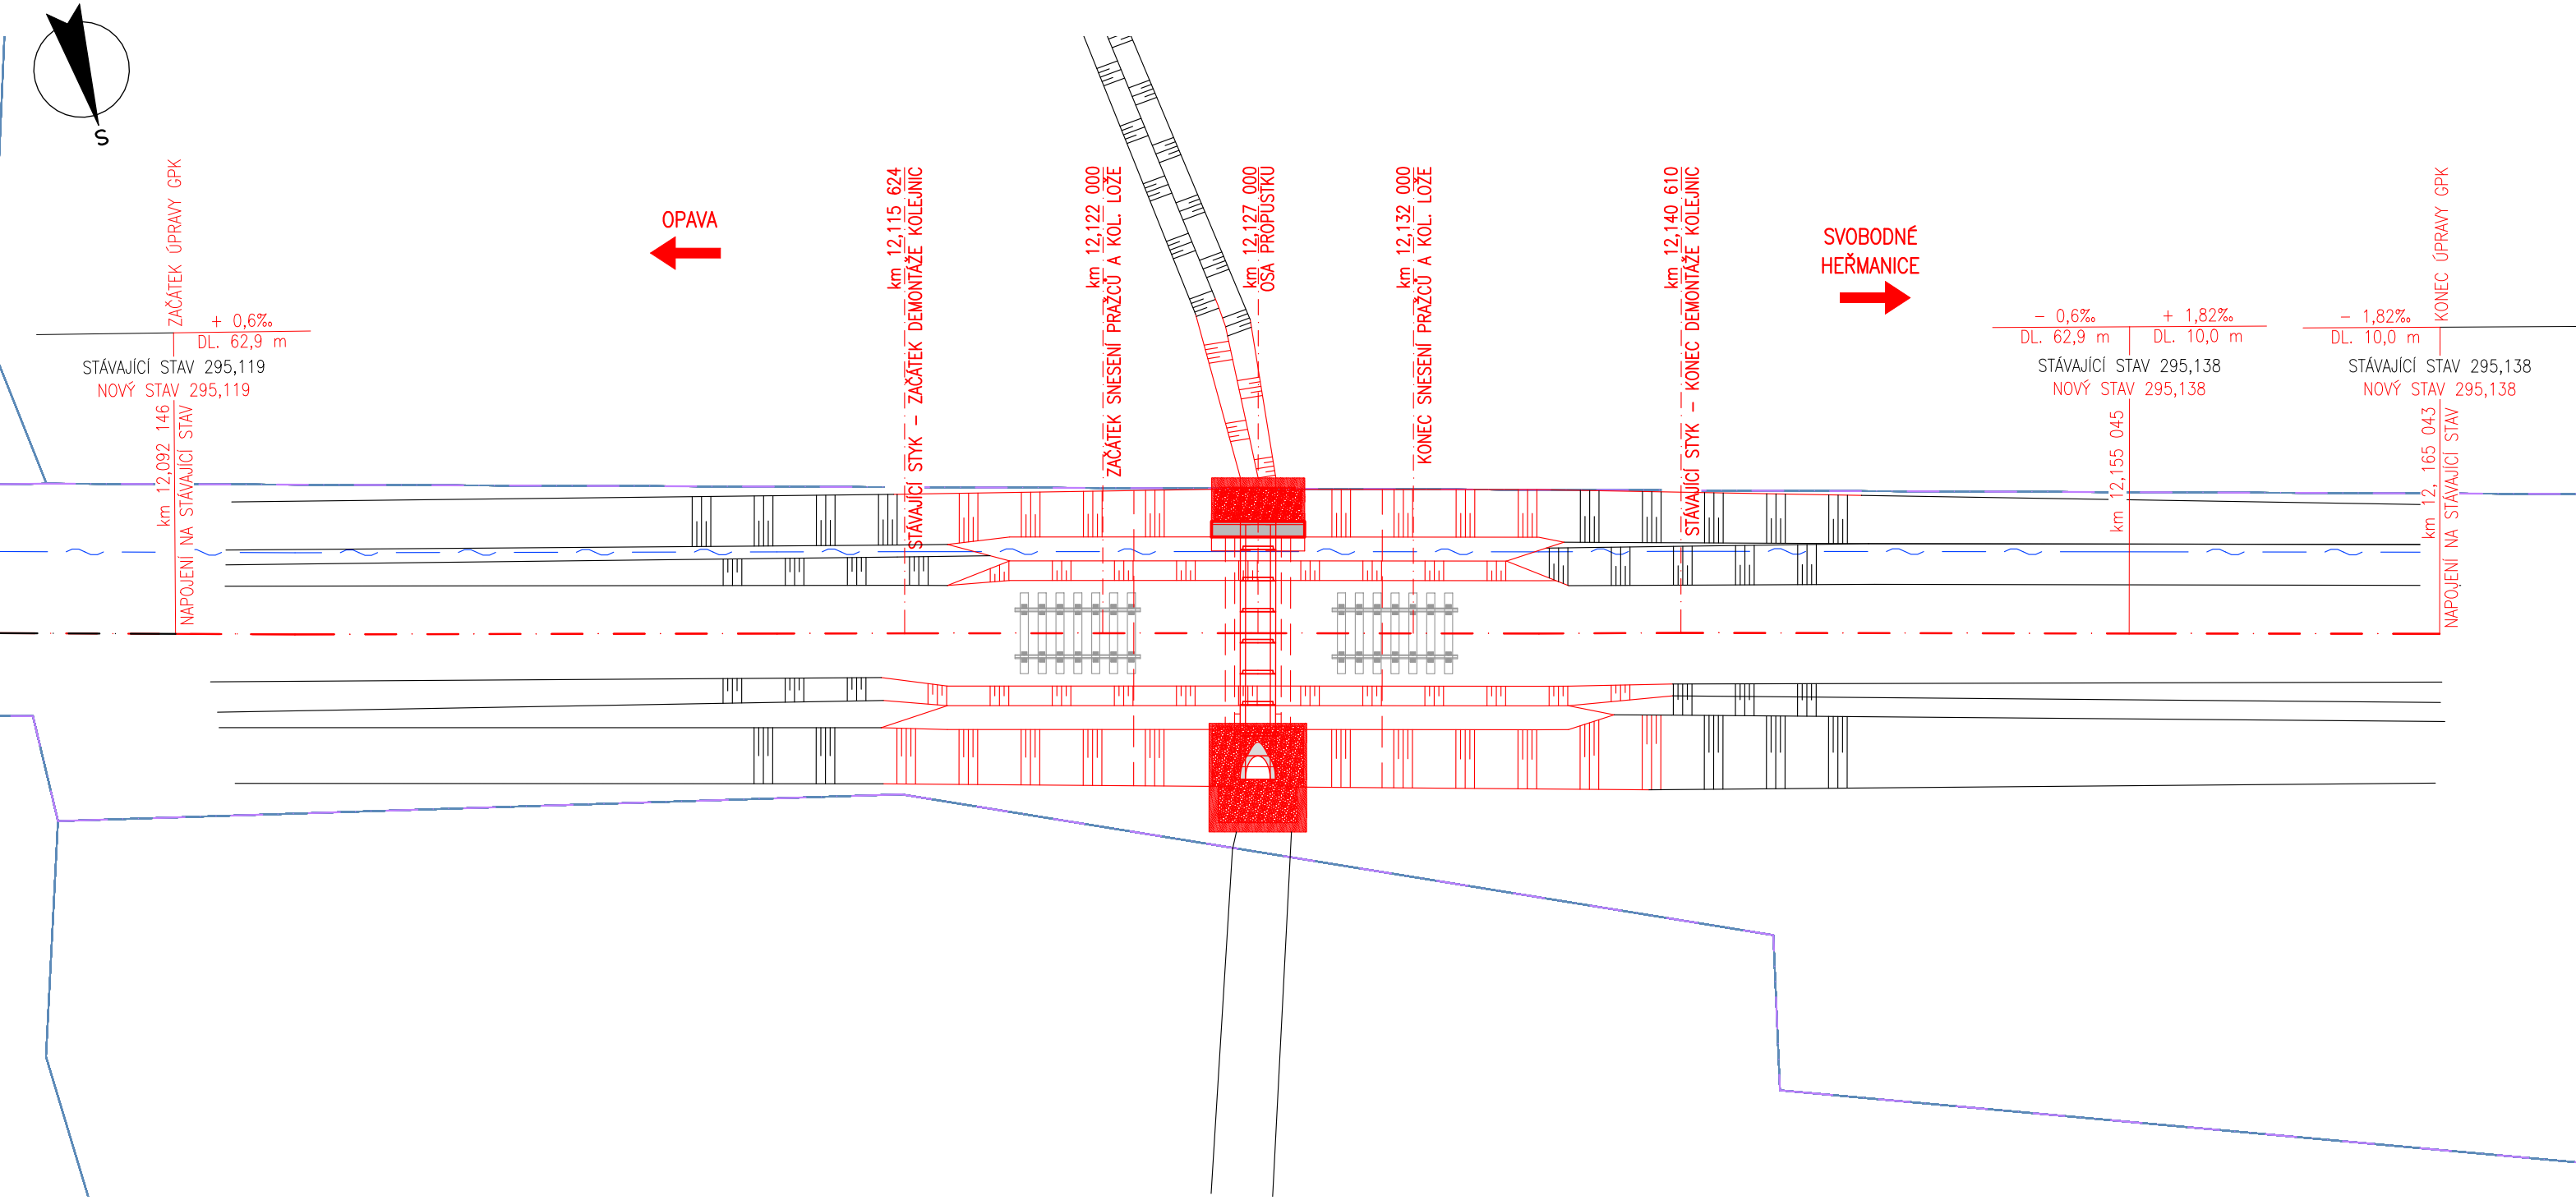 S
ZAČÁTEK ÚPRAVY GPK
+ 0,6‰
DL. 62,9 m
STÁVAJÍCÍ STAV 295,119
NOVÝ STAV 295,119
km 12,092 146
NAPOJENÍ NA STÁVAJÍCÍ STAV
OPAVA
km 12,115 624
STÁVAJÍCÍ STYK - ZAČÁTEK DEMONTÁŽE KOLEJNIC
km 12,122 000
ZAČÁTEK SNESENÍ PRAŽCŮ A KOL. LOŽE
km 12,127 000
OSA PROPUSTKU
km 12,132 000
KONEC SNESENÍ PRAŽCŮ A KOL. LOŽE
km 12,140 610
STÁVAJÍCÍ STYK - KONEC DEMONTÁŽE KOLEJNIC
SVOBODNÉ
HEŘMANICE
- 0,6‰
DL. 62,9 m
+ 1,82‰
DL. 10,0 m
STÁVAJÍCÍ STAV 295,138
NOVÝ STAV 295,138
km 12,155 045
KONEC ÚPRAVY GPK
- 1,82‰
DL. 10,0 m
STÁVAJÍCÍ STAV 295,138
NOVÝ STAV 295,138
km 12, 165 043
NAPOJENÍ NA STÁVAJÍCÍ STAV